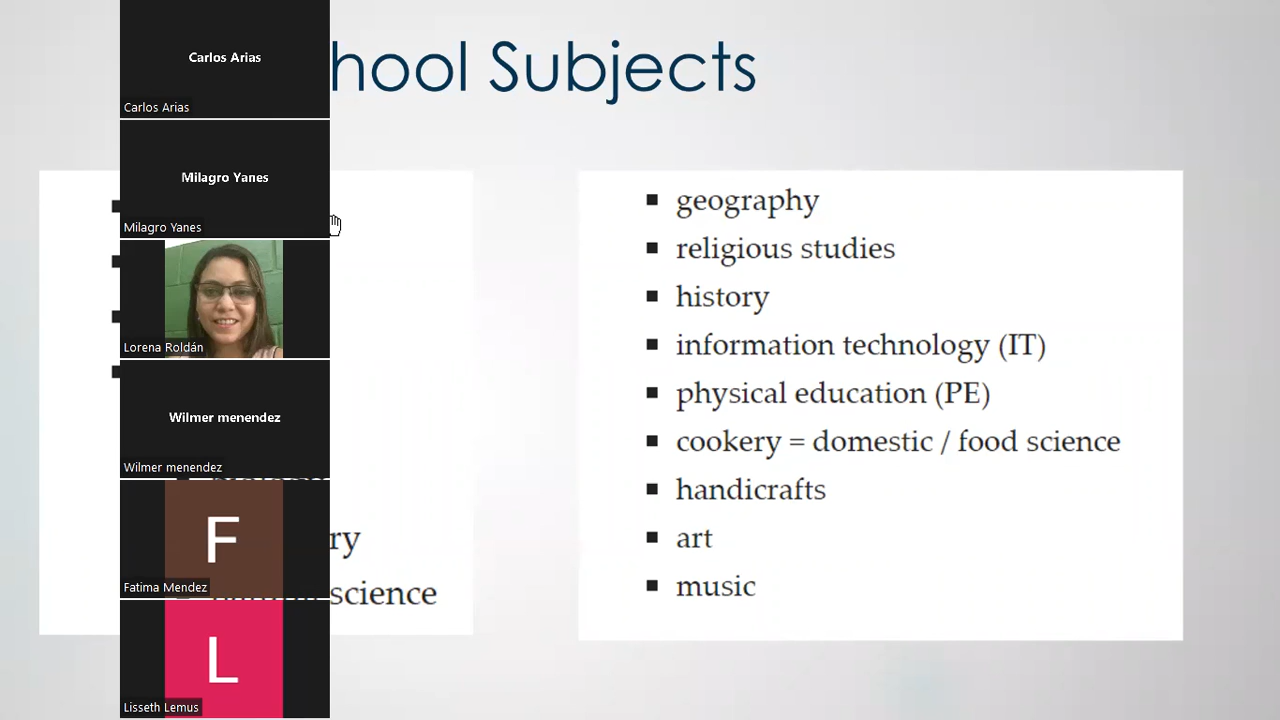 hool Subjects
Carlos Arias
Carlos Arias
Milagro Yanes
Milagro Yanes
Lorena Roldán
Wilmer menendez
Wilmer menendez
F
Fatima Mendez
L
Lisseth Lemus
ry
science
geography
religious studies
history
information technology (IT)
physical education (PE)
cookery = domestic / food science
handicrafts
art
music